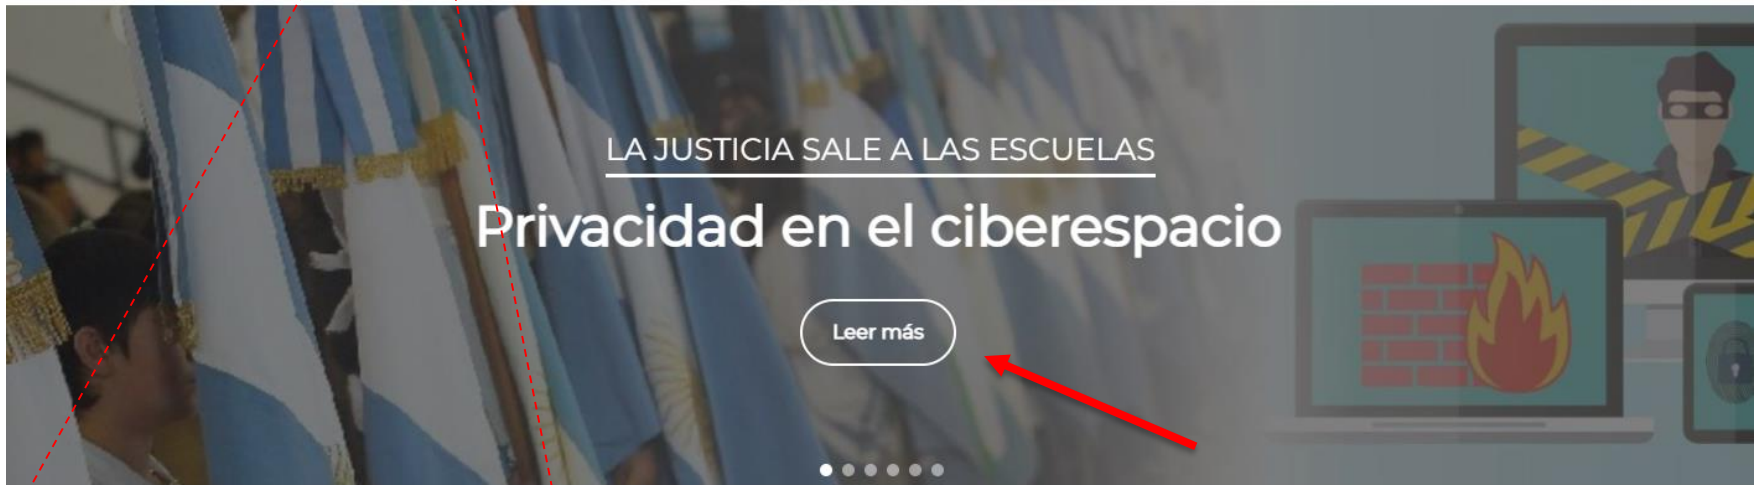 LA JUSTICIA SALE A LAS ESCUELAS
Privacidad en el ciberespacio
Leer más